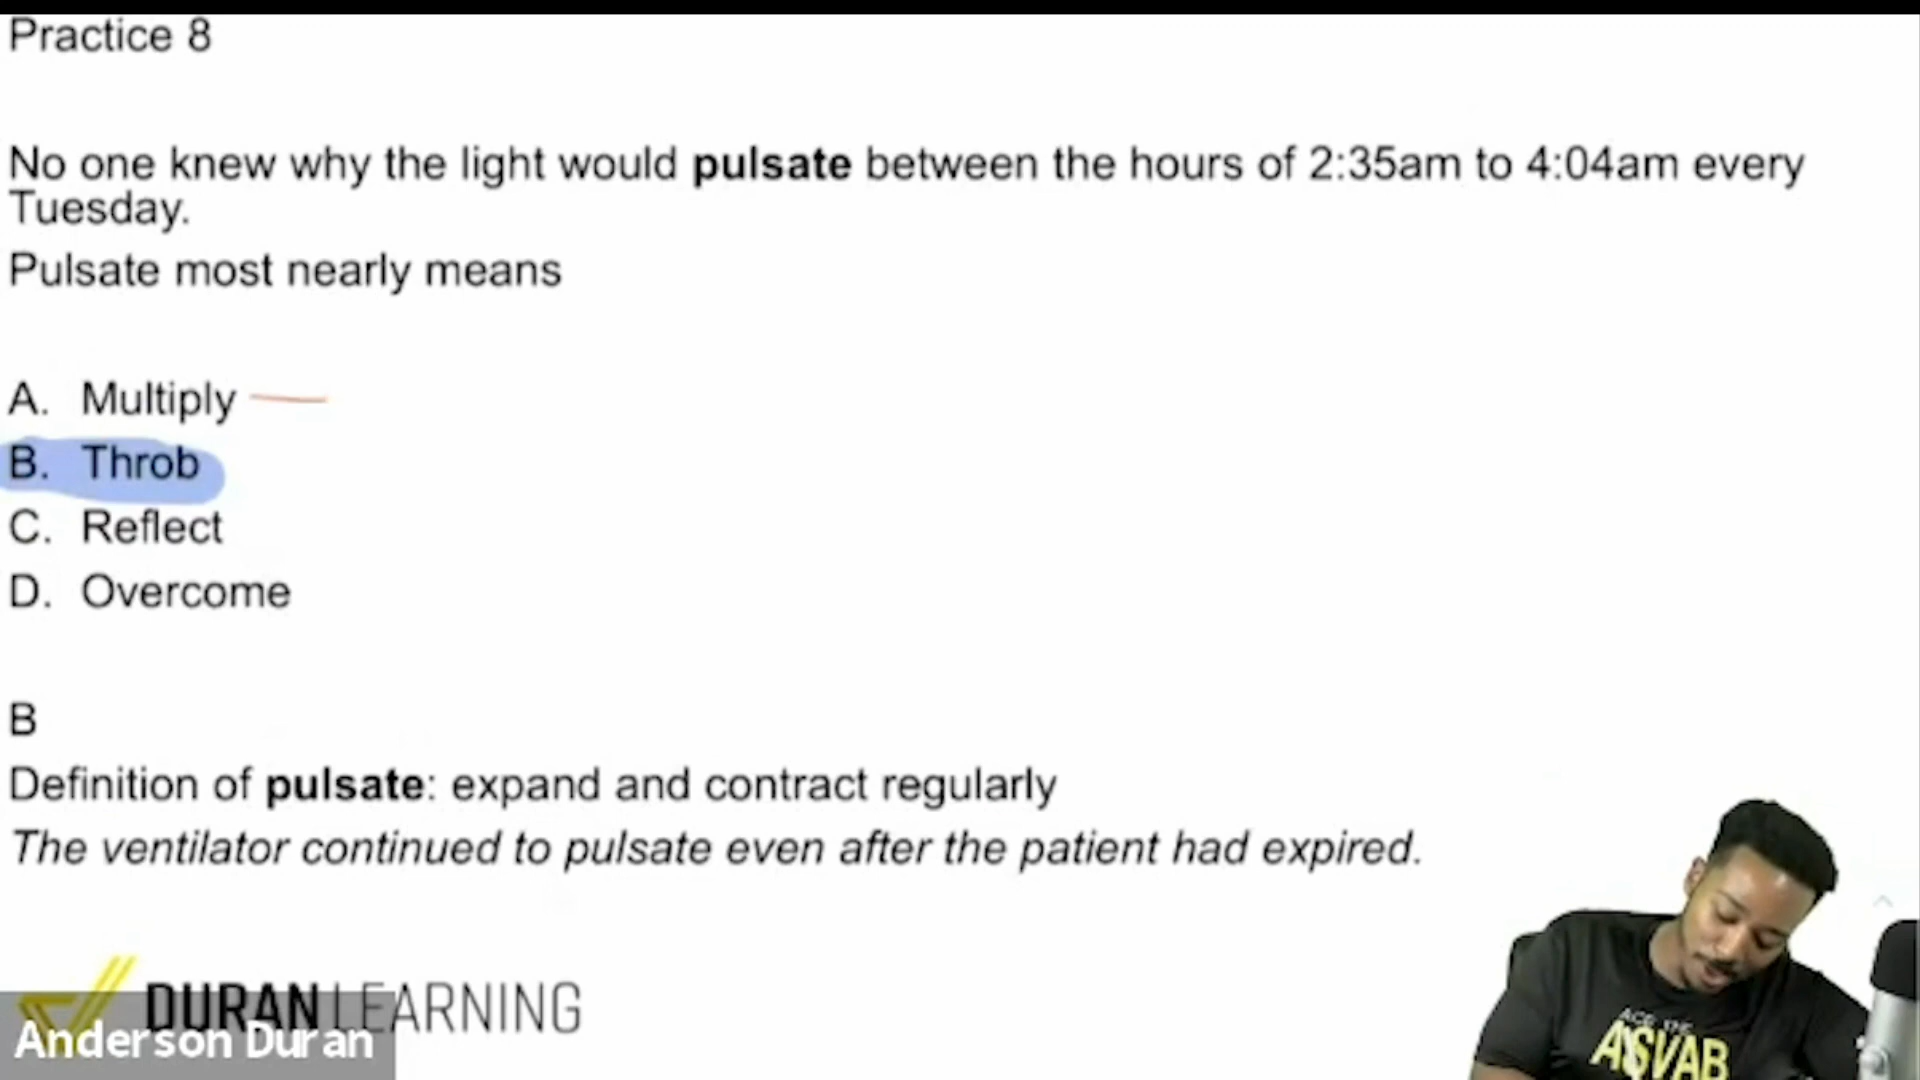 Practice 8
No one knew why the light would pulsate between the hours of 2:35am to 4:04am every
Tuesday.
Pulsate most nearly means
A. Multiply
B. Throb
C. Reflect
D. Overcome
B
Definition of pulsate: expand and contract regularly
The ventilator continued to pulsate even after the patient had expired.
DURAN LEARNING
Anderson Duran
ACE THE
ASVAB